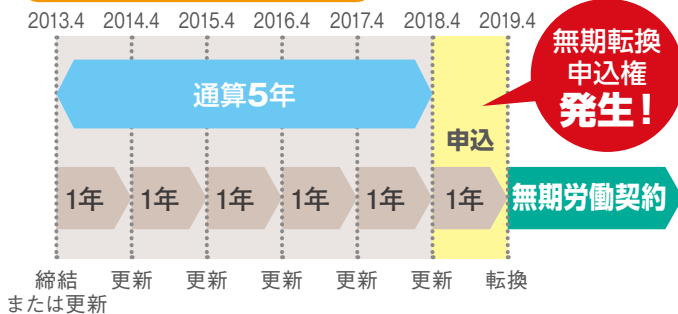 2013.4 2014.4 2015.4 2016.4 2017.4 2018.4 2019.4
無期転換
申込権
発生！
通算5年
申込
1年 1年 1年 1年 1年 1年 無期労働契約
締結
または更新
更新 更新 更新 更新 更新 転換